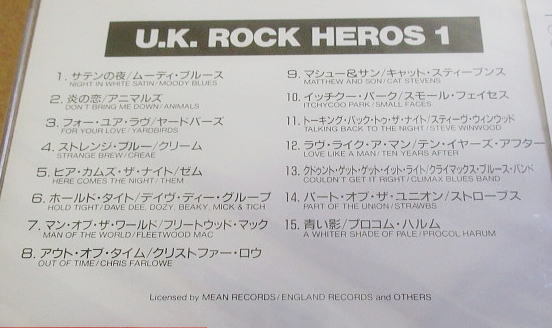 U.K. ROCK HEROS 1
1. サテンの夜/ムーディ・ブルース
NIGHT IN WHITE SATIN/MOODY BLUES
2. 炎の恋/アニマルズ
DON'T BRING ME DOWN/ANIMALS
3. フォー・ユア・ラヴ/ヤードバーズ
FOR YOUR LOVE/YARDBIRDS
4. ストレンジ・ブルー/クリーム
STRANGE BREW/CREAE
5. ヒア・カムズ・ザ・ナイト/ゼム
HERE COMES THE NIGHT/THEM
6. ホールド・タイト/デイヴ・ディー・グループ
HOLD TIGHT/DAVE DEE. DOZY. BEAKY. MICK & TICH
7. マン・オブ・ザ・ワールド/フリートウッド・マック
MAN OF THE WORLD/FLEETWOOD MAC
8. アウト・オブ・タイム/クリストファー・ロウ
OUT OF TIME/CHRIS FARLOWE
9. マシュー&サン/キャット・スティーブンス
MATTHEW AND SON/CAT STEVENS
10. イッチクー・パーク/スモール・フェイセス
ITCHYCOO PARK/SMALL FACES
11. トーキング・バック・トゥ・ザ・ナイト/スティーヴ・ウィンウッド
TALKING BACK TO THE NIGHT/STEVE WINWOOD
12. ラヴ・ライク・ア・マン/テン・イヤーズ・アフター
LOVE LIKE A MAN/TEN YEARS AFTER
13. クドゥント・ゲット・ゲット・イット・ライト/クライマックス・ブルース・バンド
COULDN'T GET IT RIGHT/CLIMAX BLUES BAND
14. パート・オブ・ザ・ユニオン/ストローブス
PART OF THE UNION/STRAWBS
15. 青い影/プロコム・ハルム
A WHITER SHADE OF PALE/PROCOL HARUM
Licensed by MEAN RECORDS/ENGLAND RECORDS and OTHERS